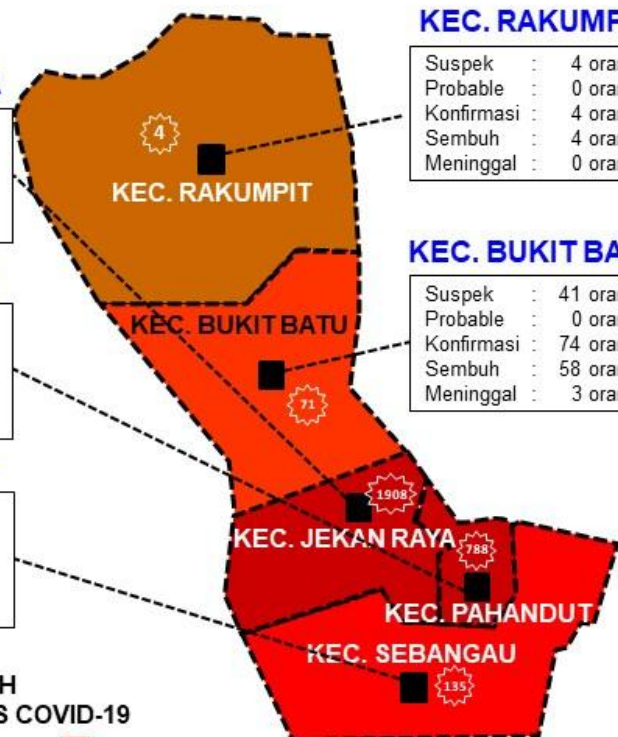 KEC. RAKUMP
Suspek : 4 oran
Probable : 0 oran
Konfirmasi : 4 oran
Sembuh : 4 oran
Meninggal : 0 oran
4
KEC. RAKUMPIT
KEC. BUKIT BA
Suspek : 41 oran
Probable : 0 oran
Konfirmasi : 74 oran
Sembuh : 58 oran
Meninggal : 3 oran
KEC. BUKIT BATU
71
1908
KEC. JEKAN RAYA
788
KEC. PAHANDUT
KEC. SEBANGAU
135
H
S COVID-19